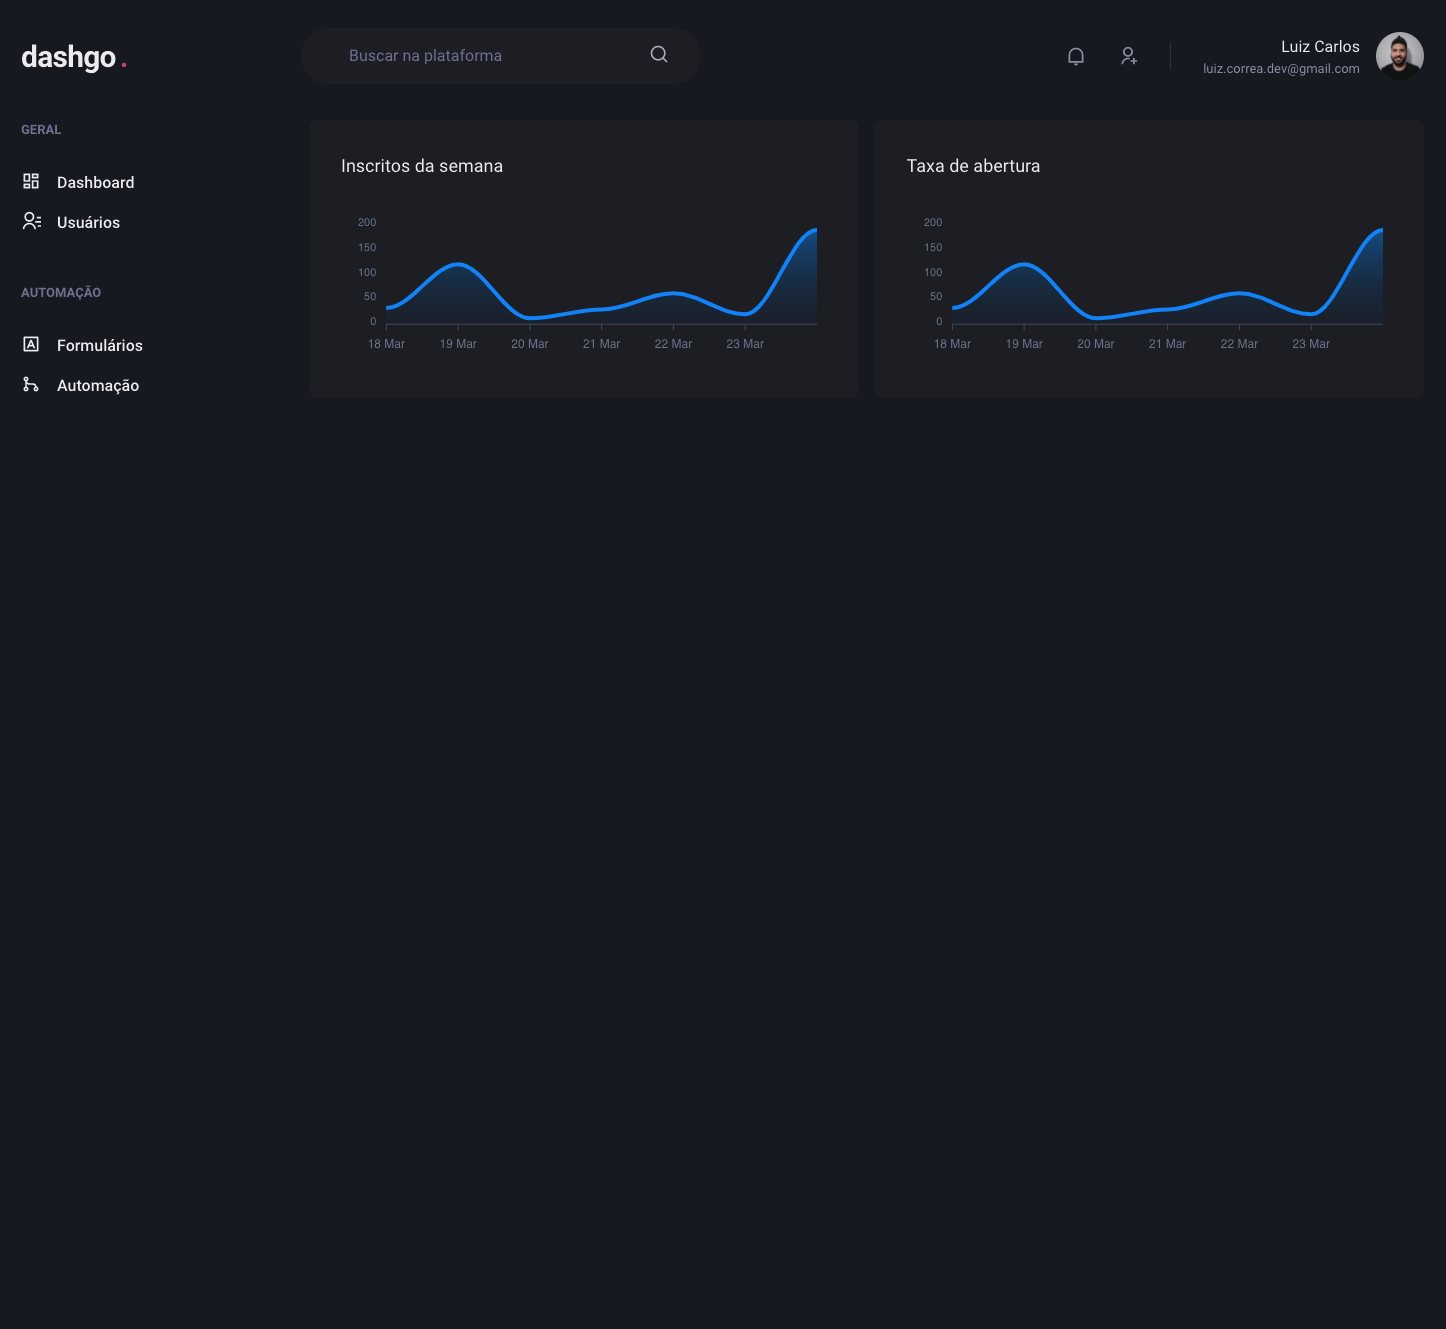 dashgo.
Buscar na plataforma
Luiz Carlos
luiz.correa.dev@gmail.com
GERAL
Dashboard
Usuários
AUTOMAÇÃO
Formulários
Automação
Inscritos da semana
200
150
100
50
0
18 Mar 19 Mar 20 Mar 21 Mar 22 Mar 23 Mar
Taxa de abertura
200
150
100
50
0
18 Mar 19 Mar 20 Mar 21 Mar 22 Mar 23 Mar